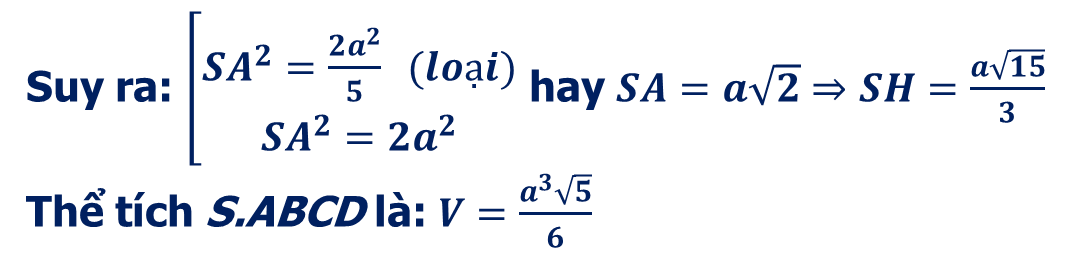 Suy ra: [SA² = 2a²/5 (loại) hay SA = a√2 ⇒ SH = a√15/3
SA² = 2a²
Thể tích S.ABCD là: V = a³√5/6